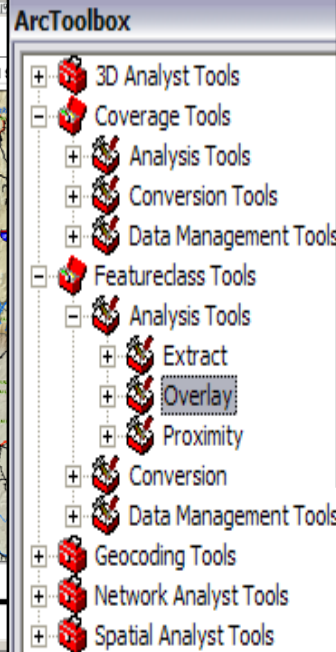 ArcToolbox
3D Analyst Tools
Coverage Tools
Analysis Tools
Conversion Tools
Data Management Tools
Featureclass Tools
Analysis Tools
Extract
Overlay
Proximity
Conversion
Data Management Tools
Geocoding Tools
Network Analyst Tools
Spatial Analyst Tools